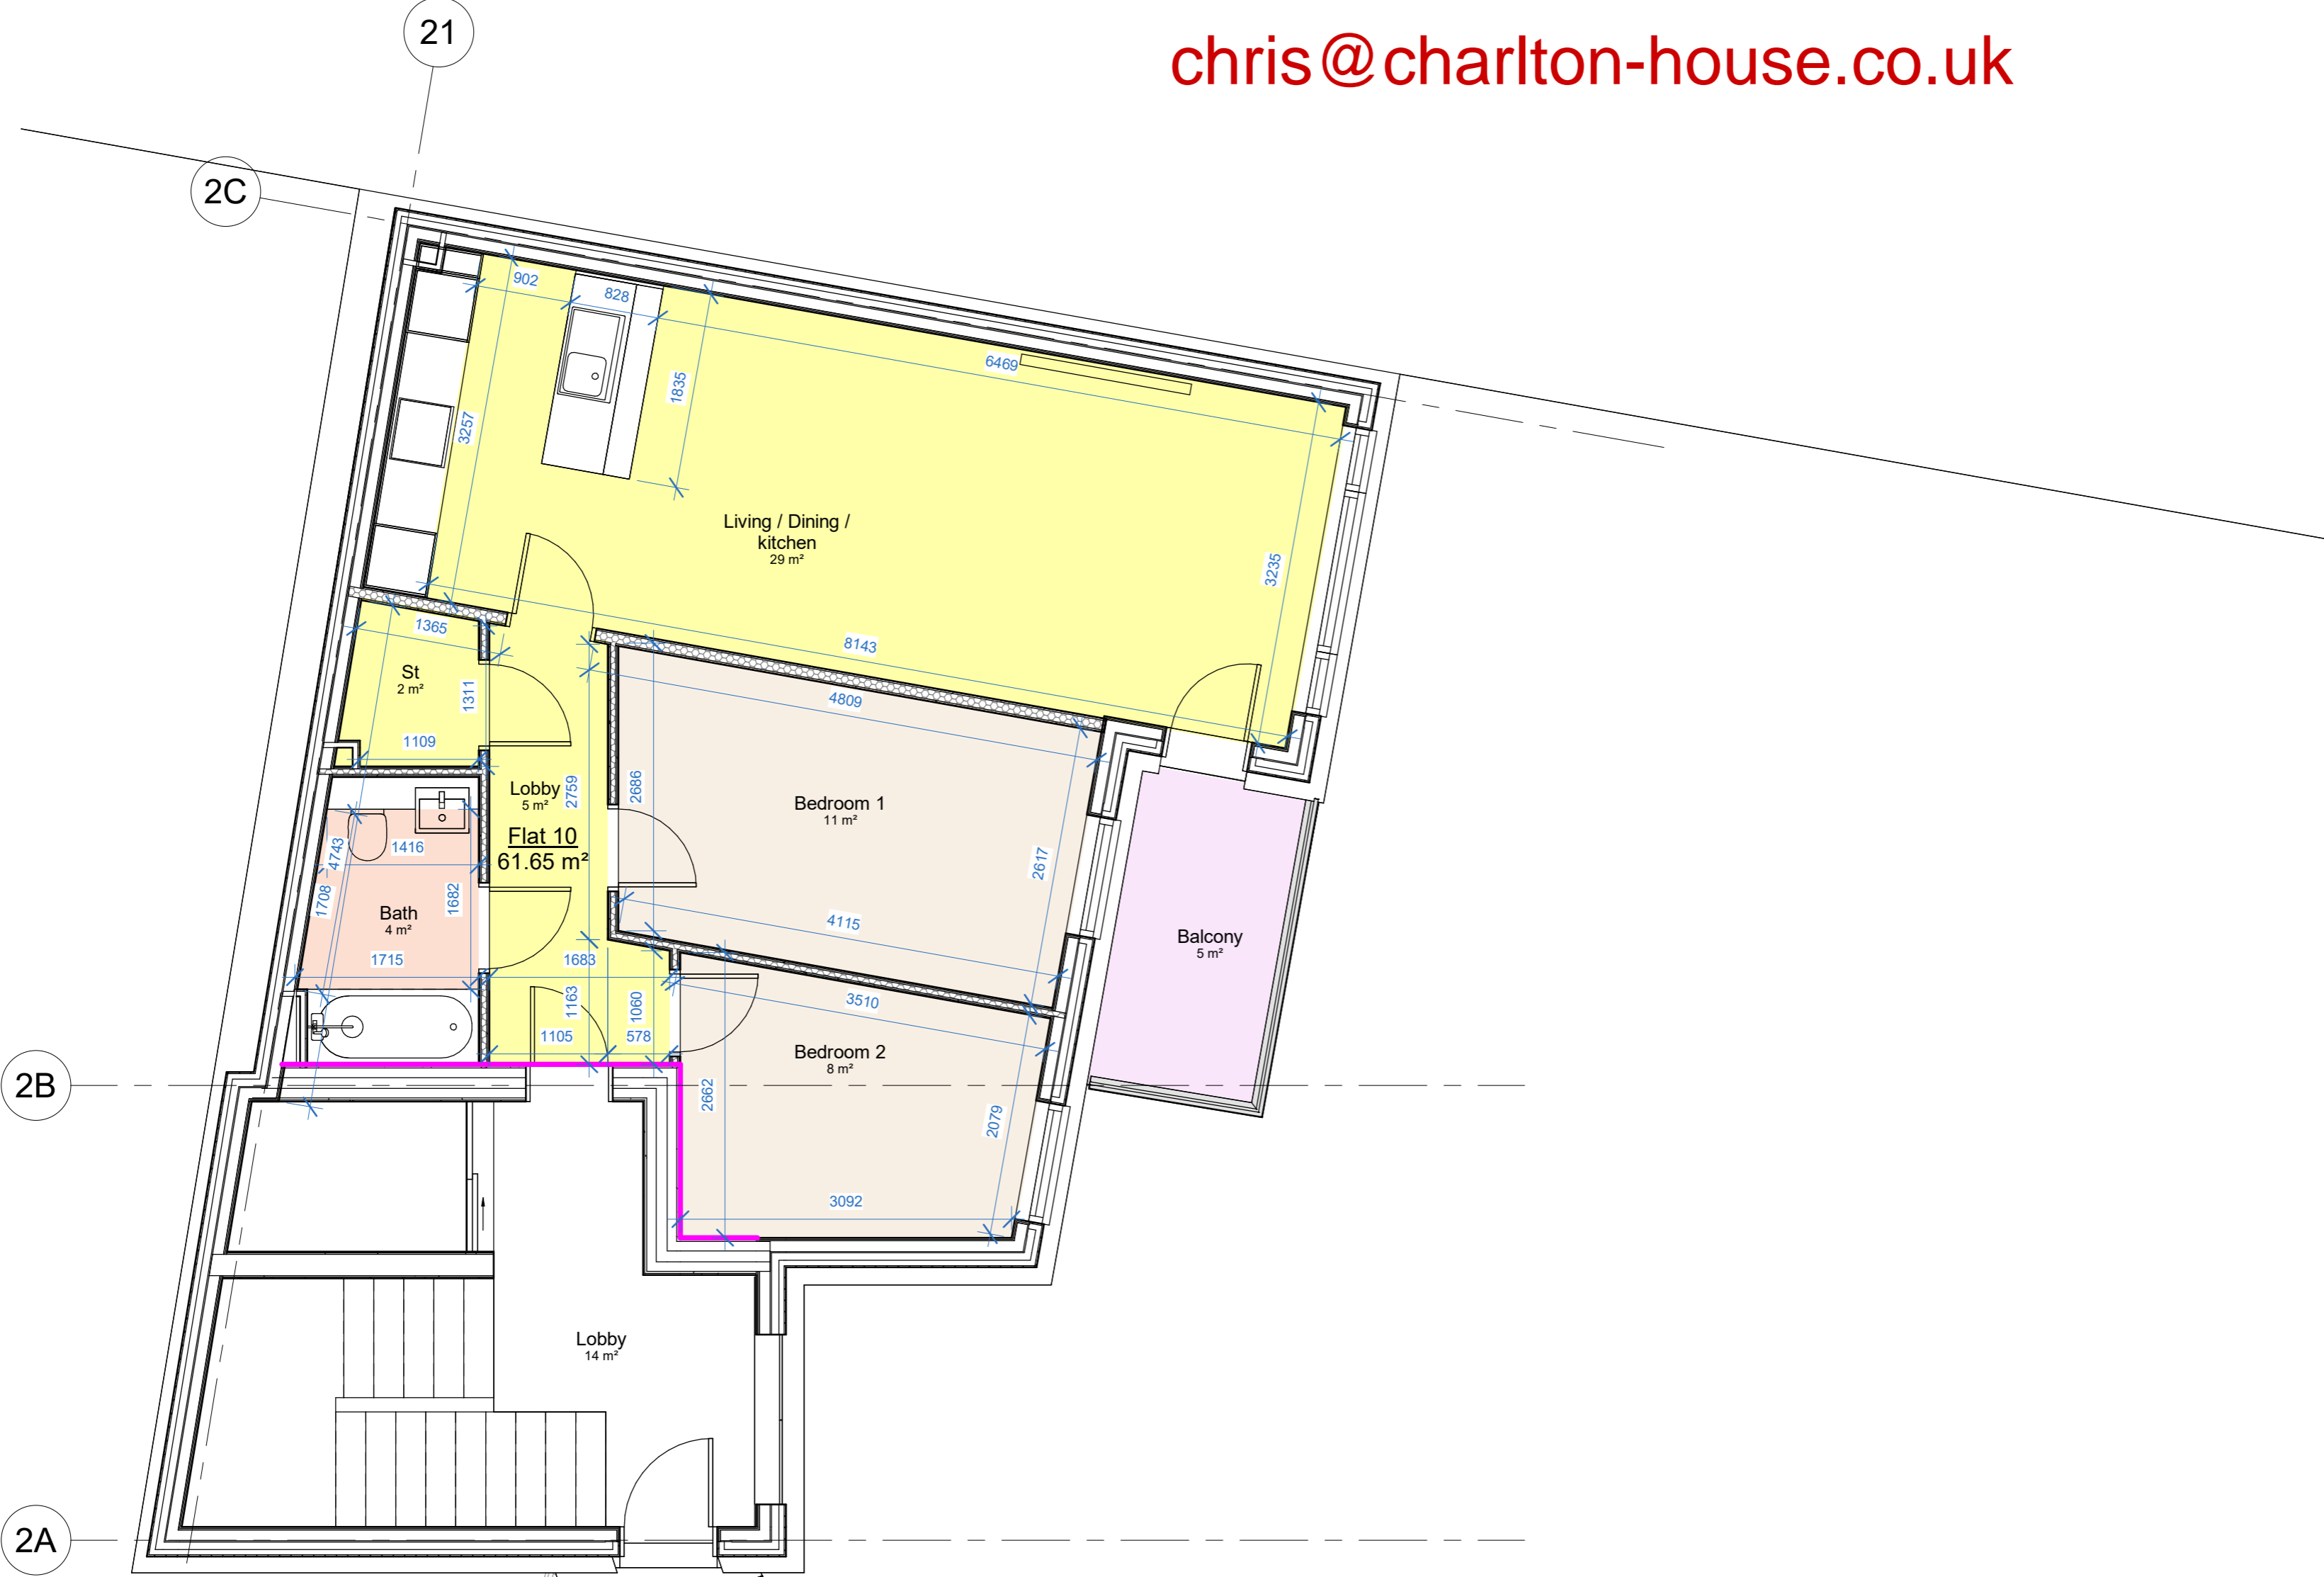 21
chris@charlton-house.co.uk
2C
902
828
6469
1835
3257
Living / Dining /
kitchen
29 m²
3235
1365
8143
St
2 m²
1311
4809
1109
Lobby
5 m²
2759
2686
Bedroom 1
11 m²
Flat 10
61.65 m²
4743
1416
2617
1708
1682
Bath
4 m²
4115
Balcony
5 m²
1715
1683
1163
1060
3510
1105
578
Bedroom 2
8 m²
2B
2662
2079
3092
Lobby
14 m²
2A